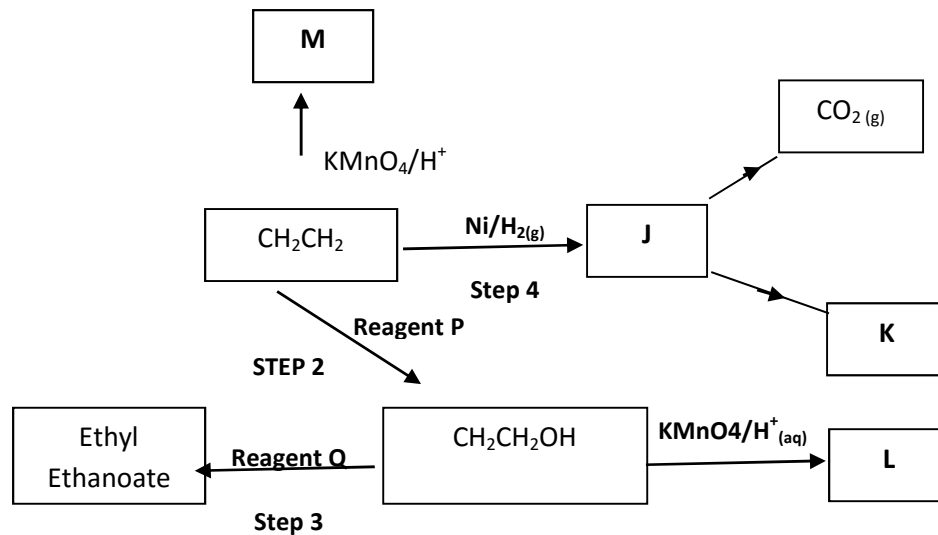 M
CO₂ (g)
KMnO₄/H⁺
CH₂CH₂
Ni/H₂(g)
J
Step 4
K
Reagent P
STEP 2
Ethyl
Ethanoate
Reagent Q
CH₂CH₂OH
KMnO4/H⁺(aq)
L
Step 3